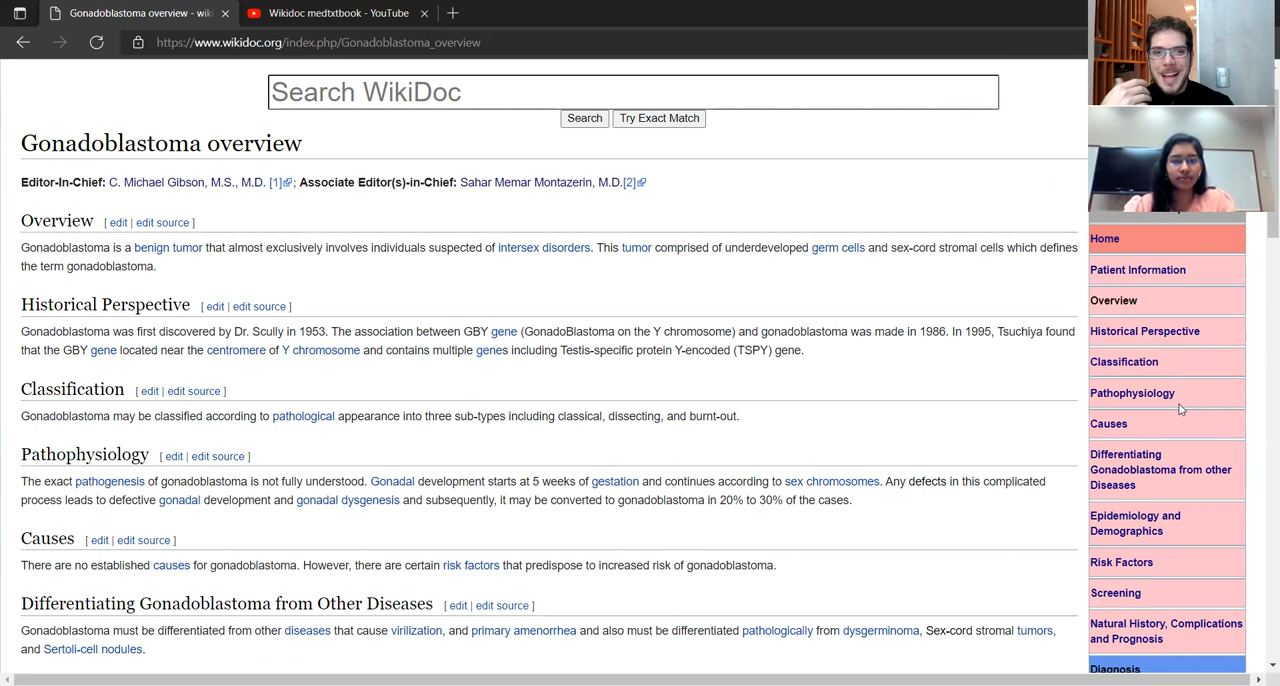 Gonadoblastoma overview - wiki
Wikidoc medtxtbook - YouTube
https://www.wikidoc.org/index.php/Gonadoblastoma_overview
Search WikiDoc
Search Try Exact Match
Gonadoblastoma overview
Editor-In-Chief: C. Michael Gibson, M.S., M.D. [1]; Associate Editor(s)-in-Chief: Sahar Memar Montazerin, M.D.[2]
Overview [ edit | edit source ]
Gonadoblastoma is a benign tumor that almost exclusively involves individuals suspected of intersex disorders. This tumor comprised of underdeveloped germ cells and sex-cord stromal cells which defines
the term gonadoblastoma.
Historical Perspective [ edit | edit source ]
Gonadoblastoma was first discovered by Dr. Scully in 1953. The association between GBY gene (GonadoBlastoma on the Y chromosome) and gonadoblastoma was made in 1986. In 1995, Tsuchiya found
that the GBY gene located near the centromere of Y chromosome and contains multiple genes including Testis-specific protein Y-encoded (TSPY) gene.
Classification [ edit | edit source ]
Gonadoblastoma may be classified according to pathological appearance into three sub-types including classical, dissecting, and burnt-out.
Pathophysiology [ edit | edit source ]
The exact pathogenesis of gonadoblastoma is not fully understood. Gonadal development starts at 5 weeks of gestation and continues according to sex chromosomes. Any defects in this complicated
process leads to defective gonadal development and gonadal dysgenesis and subsequently, it may be converted to gonadoblastoma in 20% to 30% of the cases.
Causes [ edit | edit source ]
There are no established causes for gonadoblastoma. However, there are certain risk factors that predispose to increased risk of gonadoblastoma.
Differentiating Gonadoblastoma from Other Diseases [ edit | edit source ]
Gonadoblastoma must be differentiated from other diseases that cause virilization, and primary amenorrhea and also must be differentiated pathologically from dysgerminoma, Sex-cord stromal tumors,
and Sertoli-cell nodules.
Home
Patient Information
Overview
Historical Perspective
Classification
Pathophysiology
Causes
Differentiating
Gonadoblastoma from other
Diseases
Epidemiology and
Demographics
Risk Factors
Screening
Natural History, Complications
and Prognosis
Diagnosis